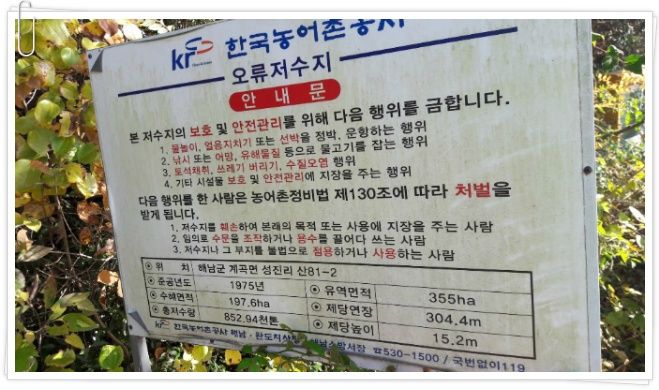 한국농어촌공사
오류저수지
안 내 문
본 저수지의 보호 및 안전관리를 위해 다음 행위를 금합니다.
1. 물놀이, 얼음지치기 또는 선박을 정박, 운항하는 행위
2. 낚시 또는 어망, 유해물질 등으로 물고기를 잡는 행위
3. 토석채취, 쓰레기 버리기, 수질오염 행위
4. 기타 시설물 보호 및 안전관리에 지장을 주는 행위
다음 행위를 한 사람은 농어촌정비법 제130조에 따라 처벌을
받게 됩니다.
1. 저수지를 훼손하여 본래의 목적 또는 사용에 지장을 주는 사람
2. 임의로 수문을 조작하거나 용수를 끌어다 쓰는 사람
3. 저수지나 그 부지를 불법으로 점용하거나 사용하는 사람
위 치 해남군 계곡면 성진리 산81-2
준공년도 1975년 유역면적 355ha
수혜면적 197.6ha 제당연장 304.4m
총저수량 852.94천톤 제당높이 15.2m
한국농어촌공사 해남·완도지사 해남소방서장 ☎530-1500 / 국번없이119